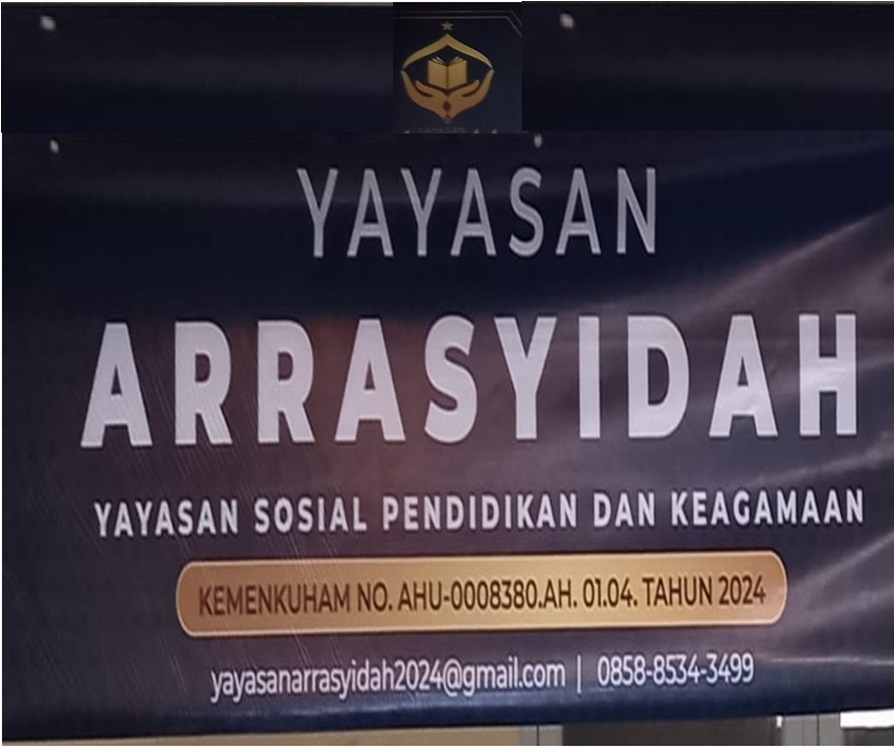 YAYASAN
ARRASYIDAH
YAYASAN SOSIAL PENDIDIKAN DAN KEAGAMAAN
KEMENKUHAM NO. AHU-0008380.AH. 01.04. TAHUN 2024
yayasanarrasyidah2024@gmail.com | 0858-8534-3499